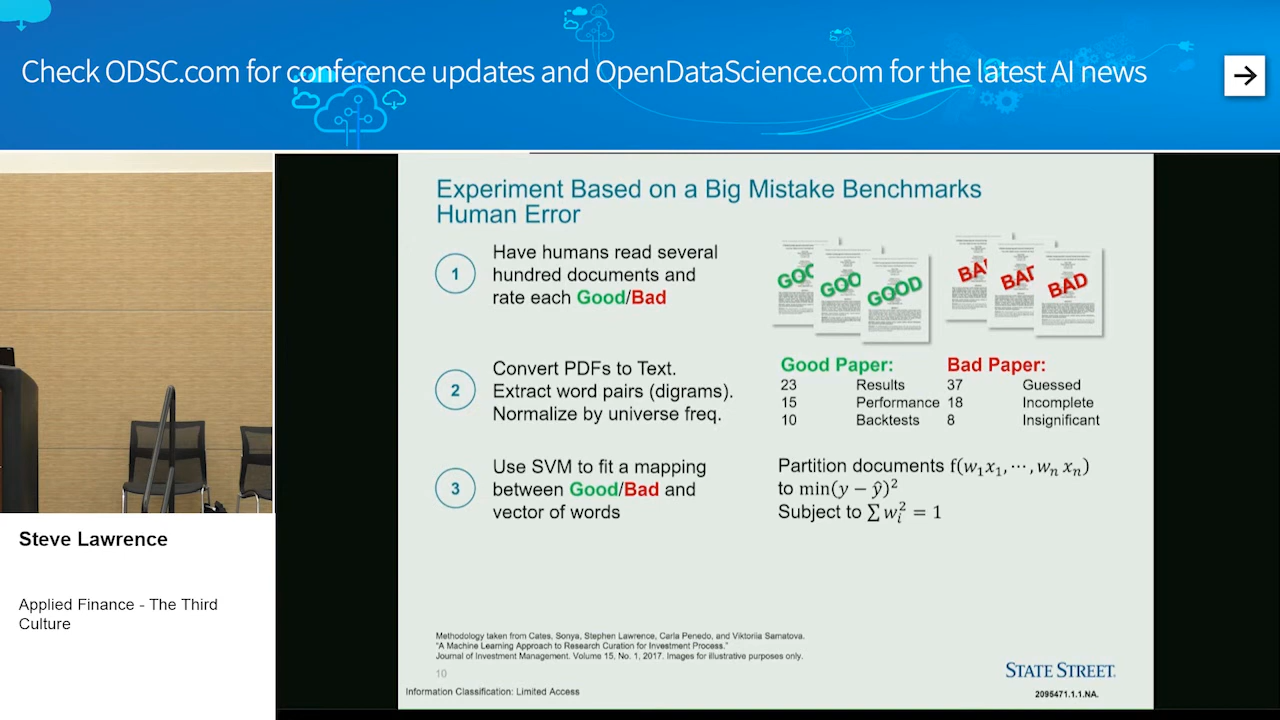 Check ODSC.com for conference updates and OpenDataScience.com for the latest AI news
Experiment Based on a Big Mistake Benchmarks
Human Error
1
Have humans read several
hundred documents and
rate each Good/Bad
GOOD
GOOD
GOOD
BAD
BAD
BAD
2
Convert PDFs to Text.
Extract word pairs (digrams).
Normalize by universe freq.
Good Paper:
23 Results
15 Performance
10 Backtests
Bad Paper:
37 Guessed
18 Incomplete
8 Insignificant
3
Use SVM to fit a mapping
between Good/Bad and
vector of words
Partition documents f(w₁x₁, ⋯, wₙ xₙ)
to min(y − ŷ)²
Subject to ∑ wᵢ² = 1
Methodology taken from Cates, Sonya, Stephen Lawrence, Carla Penedo, and Viktoriia Samatova.
"A Machine Learning Approach to Research Curation for Investment Process."
Journal of Investment Management. Volume 15, No. 1, 2017. Images for illustrative purposes only.
10
Information Classification: Limited Access
STATE STREET.
2095471.1.1.NA.
Steve Lawrence
Applied Finance - The Third
Culture